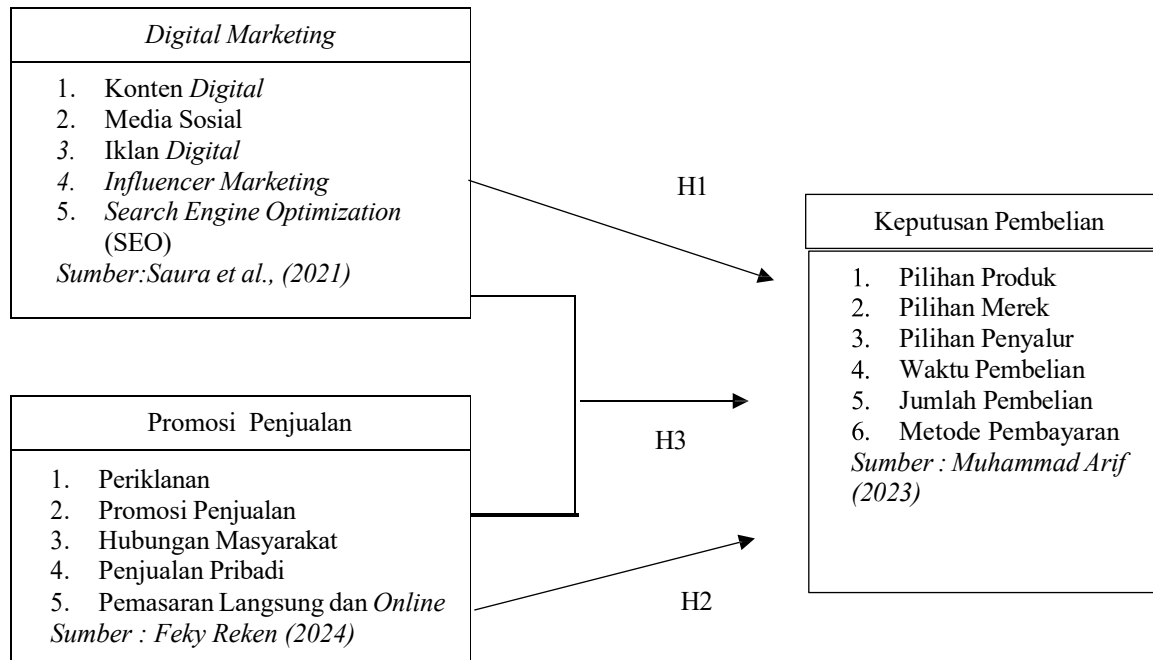 Digital Marketing
1. Konten Digital
2. Media Sosial
3. Iklan Digital
4. Influencer Marketing
5. Search Engine Optimization
(SEO)
Sumber:Saura et al., (2021)
H1
Keputusan Pembelian
1. Pilihan Produk
2. Pilihan Merek
3. Pilihan Penyalur
4. Waktu Pembelian
5. Jumlah Pembelian
6. Metode Pembayaran
Sumber : Muhammad Arif
(2023)
H3
Promosi Penjualan
1. Periklanan
2. Promosi Penjualan
3. Hubungan Masyarakat
4. Penjualan Pribadi
5. Pemasaran Langsung dan Online
Sumber : Feky Reken (2024)
H2